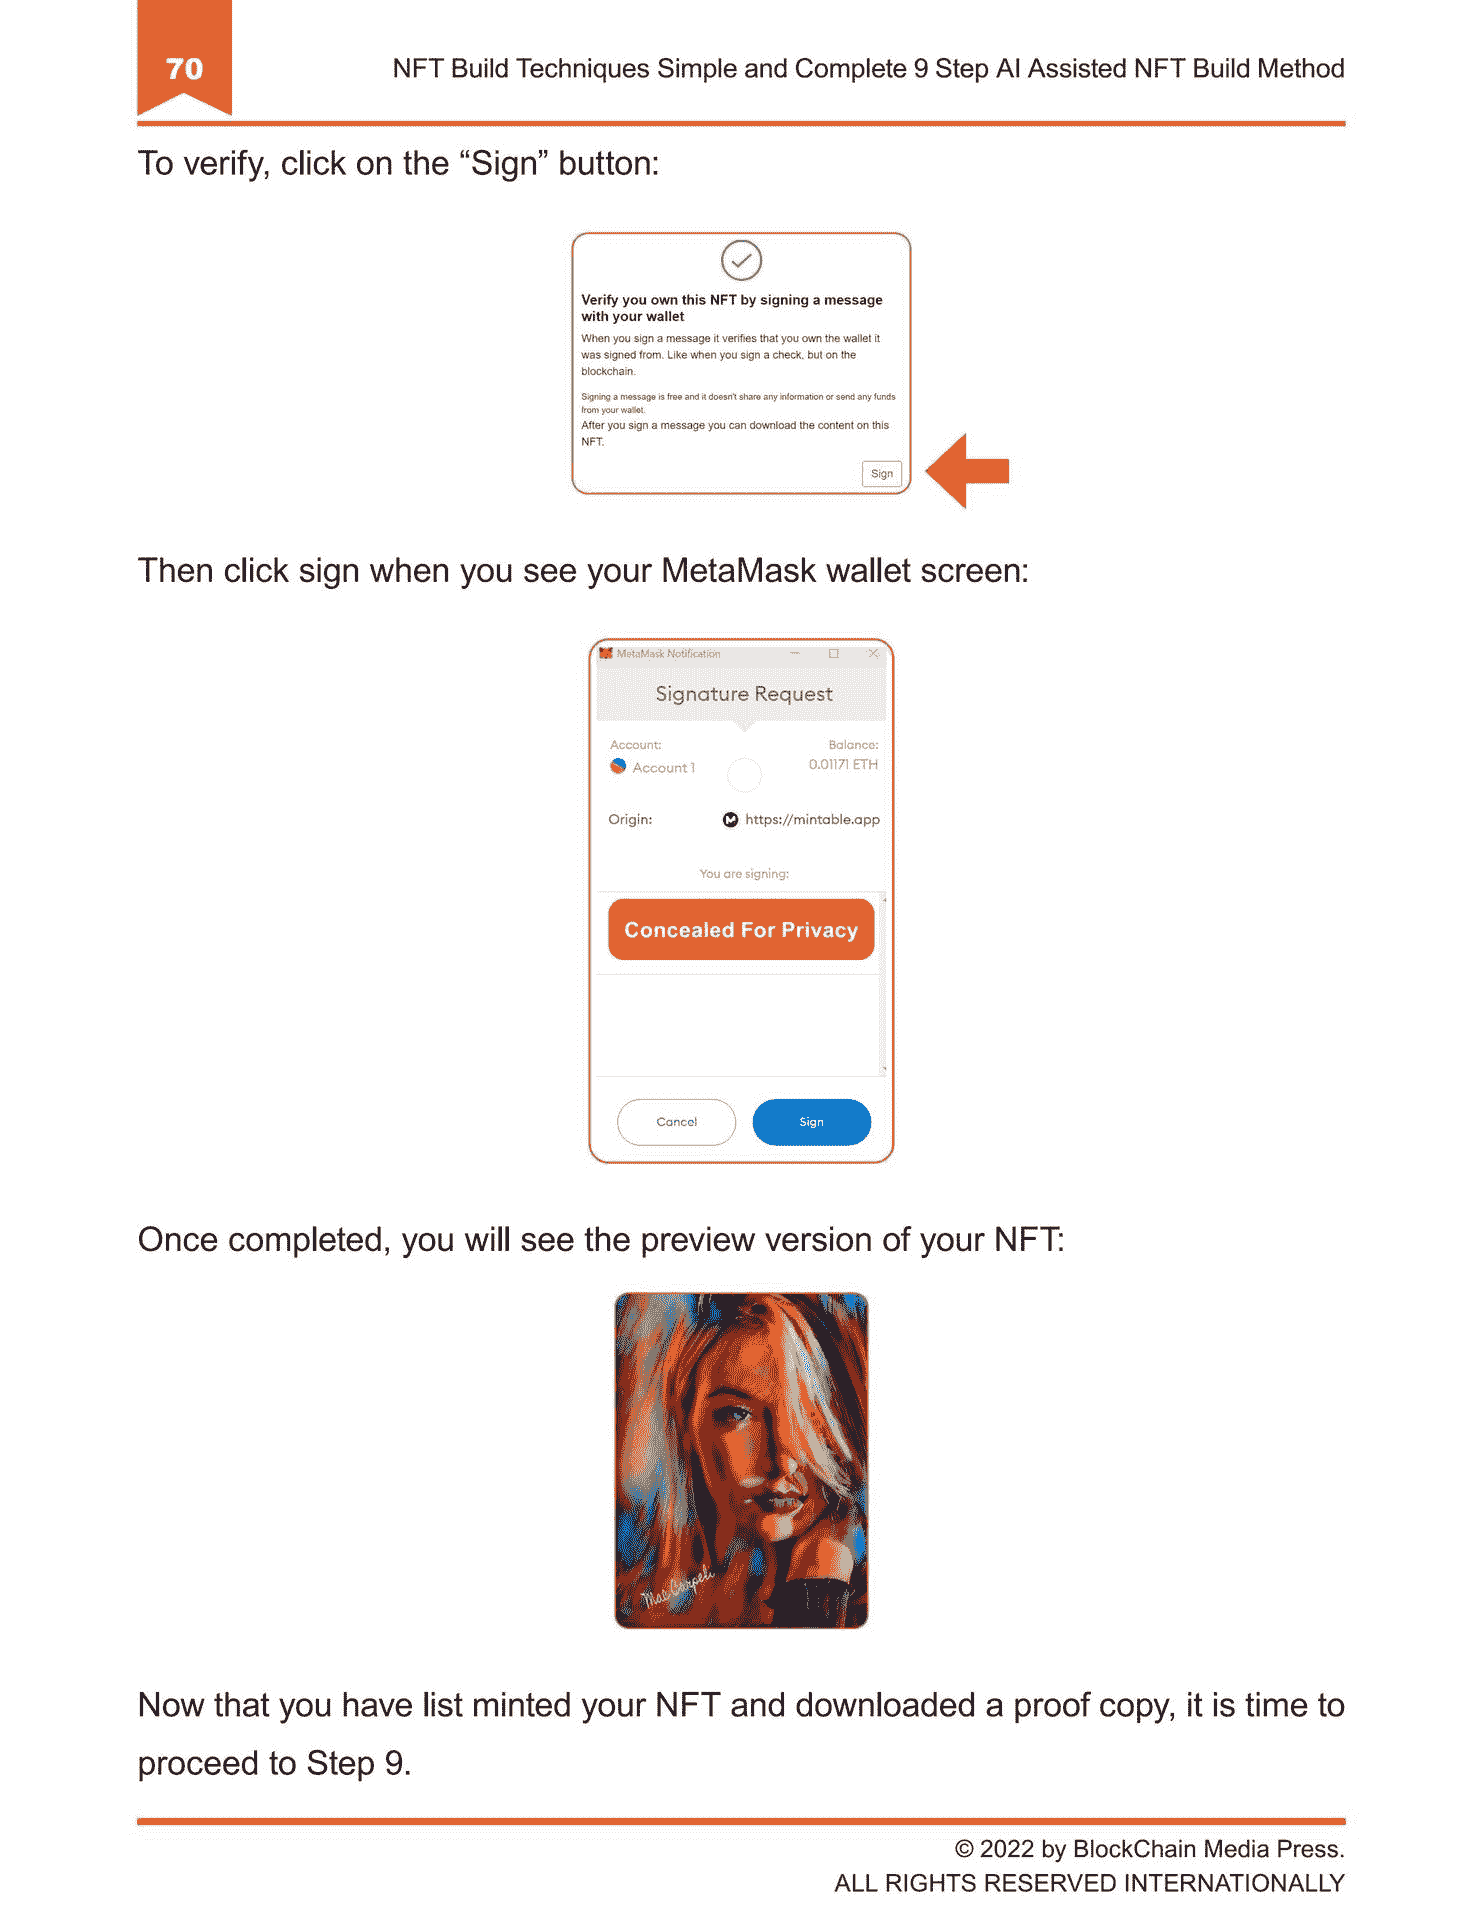 70
NFT Build Techniques Simple and Complete 9 Step AI Assisted NFT Build Method
To verify, click on the “Sign” button:
Verify you own this NFT by signing a message
with your wallet
When you sign a message it verifies that you own the wallet it
was signed from. Like when you sign a check, but on the
blockchain.
Signing a message is free and it doesn't share any information or send any funds
from your wallet.
After you sign a message you can download the content on this
NFT.
Sign
Then click sign when you see your MetaMask wallet screen:
MetaMask Notification
Signature Request
Account:
Balance:
Account 1
0.01171 ETH
Origin:
https://mintable.app
You are signing:
Concealed For Privacy
Cancel
Sign
Once completed, you will see the preview version of your NFT:
Mal Carpeli
Now that you have list minted your NFT and downloaded a proof copy, it is time to
proceed to Step 9.
© 2022 by BlockChain Media Press.
ALL RIGHTS RESERVED INTERNATIONALLY